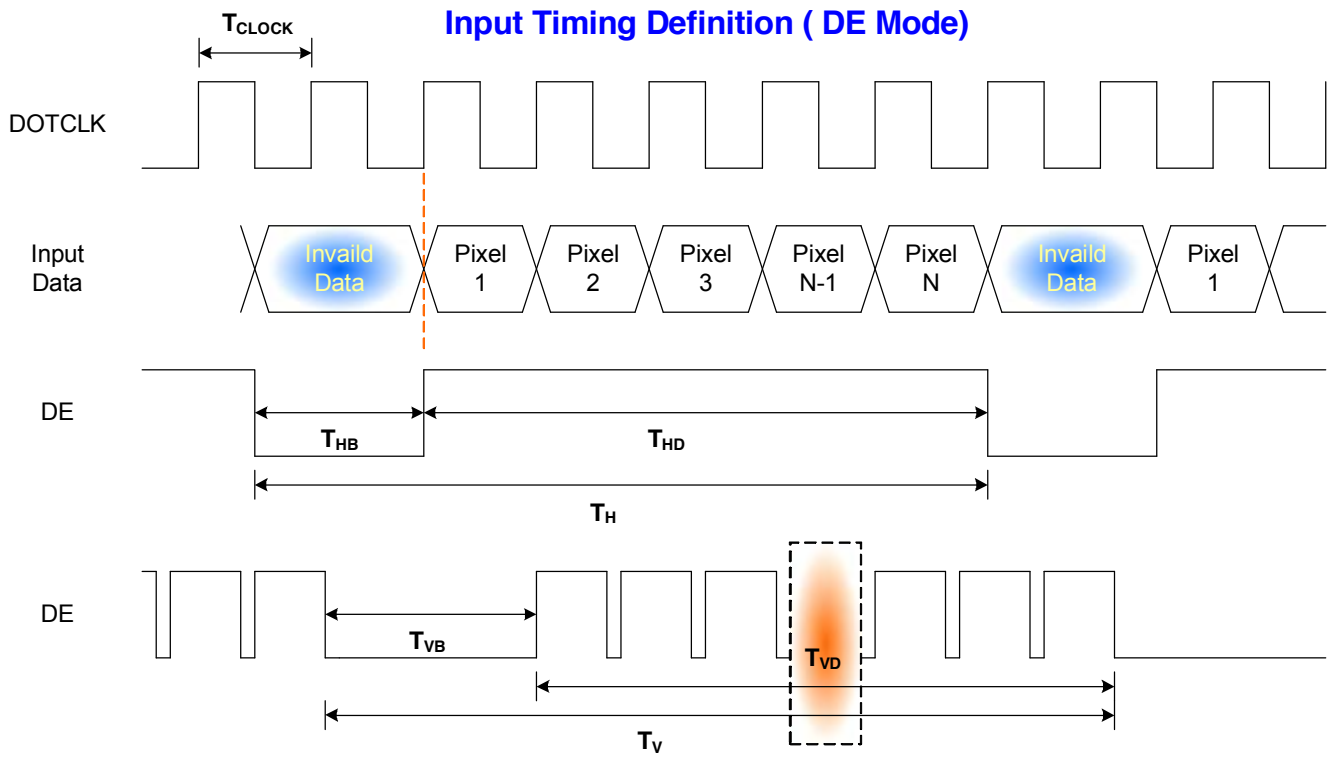 Input Timing Definition ( DE Mode)
TCLOCK
DOTCLK
Input
Data
Invaild
Data
Pixel
1
Pixel
2
Pixel
3
Pixel
N-1
Pixel
N
Invaild
Data
Pixel
1
DE
THB
THD
TH
DE
TVB
TVD
TV